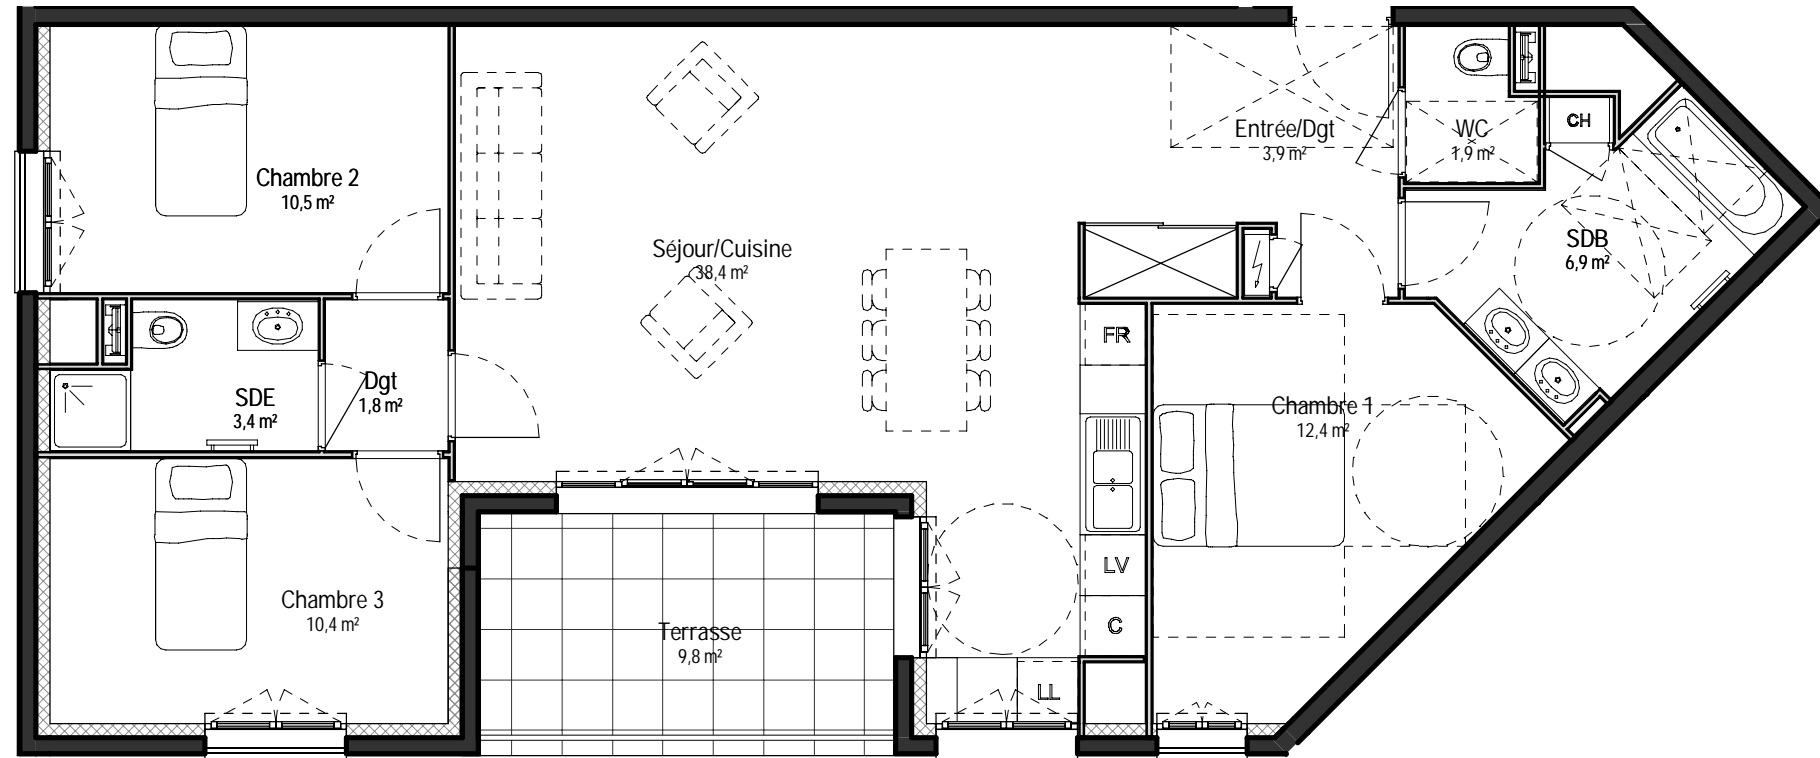 Entrée/Dgt
3,9 m²
WC
1,9 m²
CH
Chambre 2
10,5 m²
Séjour/Cuisine
38,4 m²
SDB
6,9 m²
FR
Dgt
1,8 m²
SDE
3,4 m²
Chambre 1
12,4 m²
LV
Chambre 3
10,4 m²
C
Terrasse
9,8 m²
LL